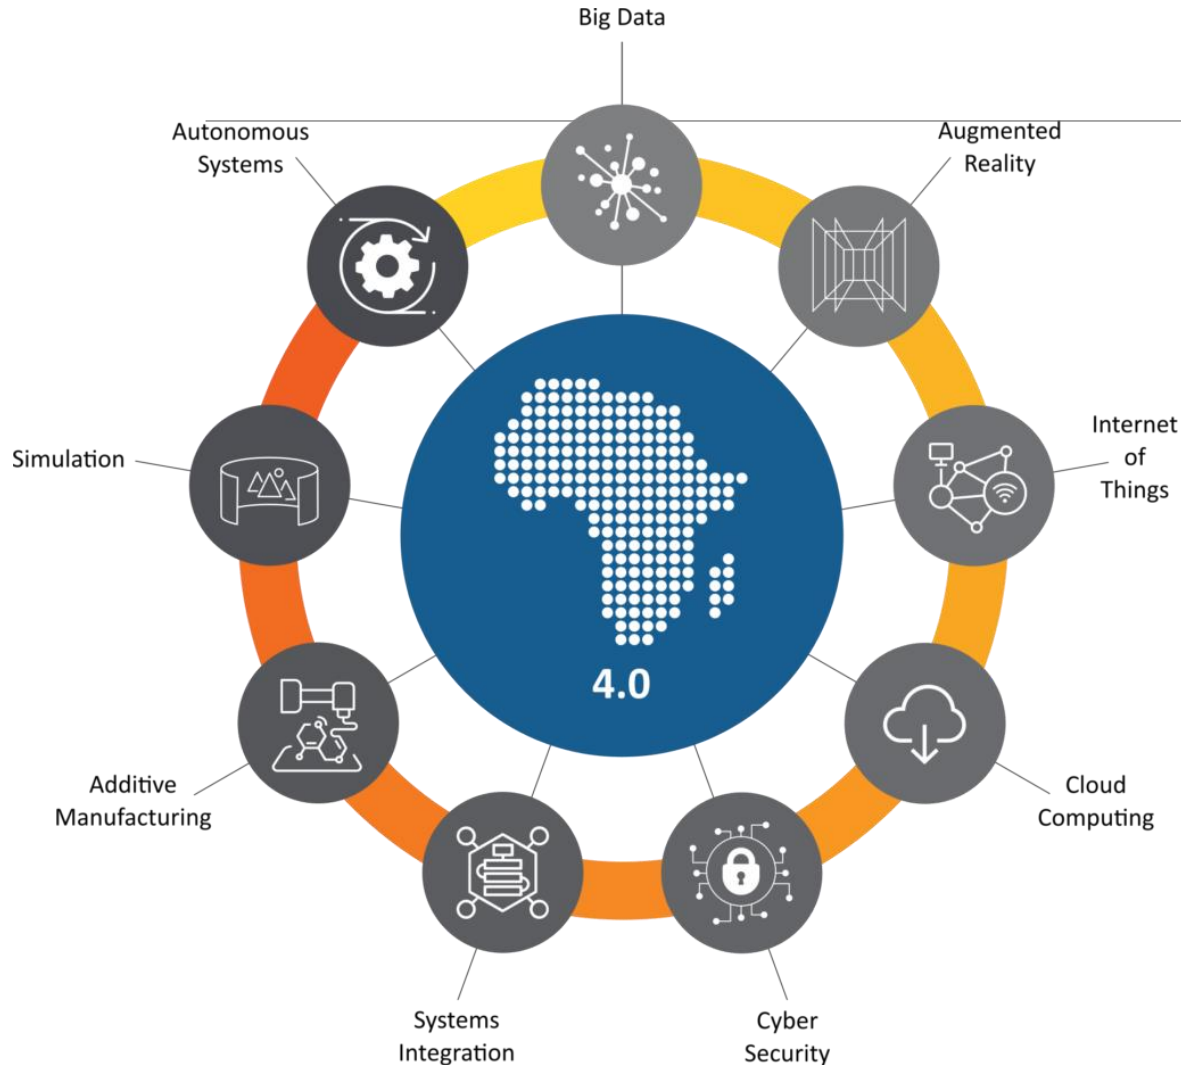 Big Data
Autonomous
Systems
Augmented
Reality
Simulation
Internet
of
Things
4.0
Additive
Manufacturing
Cloud
Computing
Systems
Integration
Cyber
Security